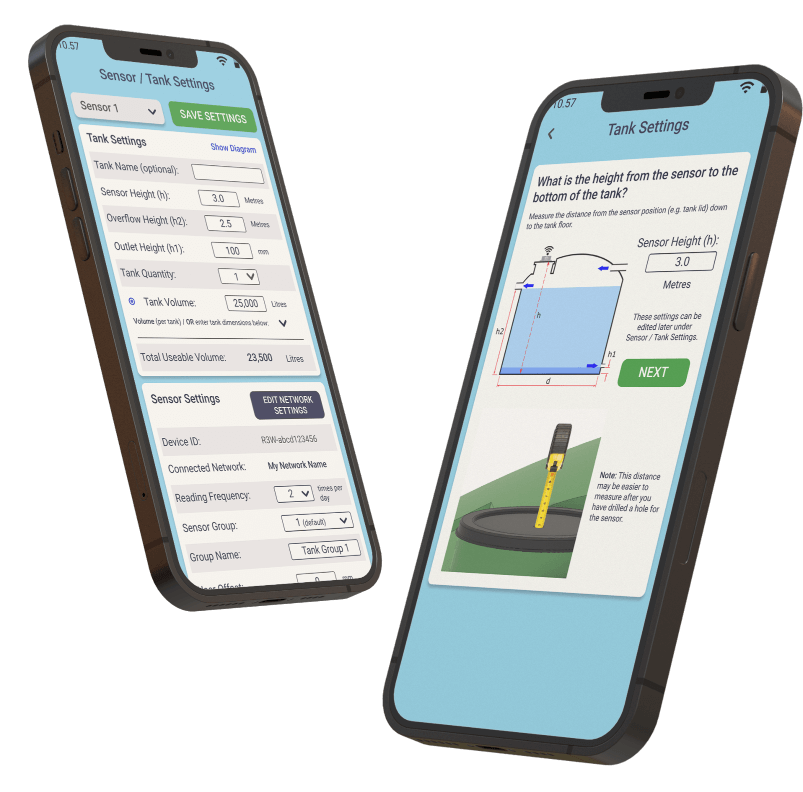 10.57
Sensor / Tank Settings
Sensor 1
SAVE SETTINGS
Tank Settings
Show Diagram
Tank Name (optional):
Sensor Height (h): 3.0 Metres
Overflow Height (h2): 2.5 Metres
Outlet Height (h1): 100 mm
Tank Quantity: 1
Tank Volume: 25,000 Litres
Volume (per tank) / OR enter tank dimensions below:
Total Useable Volume: 23,500 Litres
Sensor Settings
EDIT NETWORK
SETTINGS
Device ID: R3W-abcd123456
Connected Network: My Network Name
Reading Frequency: 2 times per
day
Sensor Group: 1 (default)
Group Name: Tank Group 1
Offset: 0 mm
10.57
Tank Settings
What is the height from the sensor to the
bottom of the tank?
Measure the distance from the sensor position (e.g. tank lid) down
to the tank floor.
Sensor Height (h):
3.0
Metres
These settings can be
edited later under
Sensor / Tank Settings.
NEXT
h
h2
h1
d
Note: This distance
may be easier to
measure after you
have drilled a hole for
the sensor.